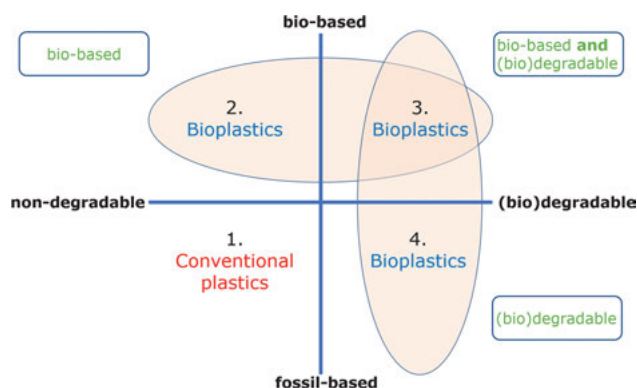 bio-based
bio-based
bio-based and
(bio)degradable
2.
Bioplastics
3.
Bioplastics
non-degradable
(bio)degradable
1.
Conventional
plastics
4.
Bioplastics
(bio)degradable
fossil-based